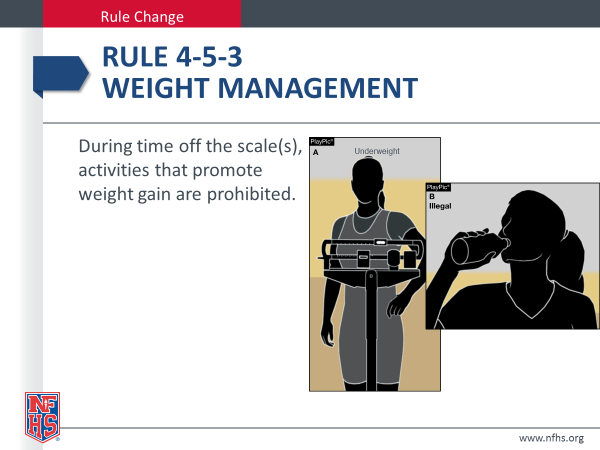 Rule Change
RULE 4-5-3
WEIGHT MANAGEMENT
During time off the scale(s),
activities that promote
weight gain are prohibited.
PlayPic®
A
Underweight
PlayPic®
B
Illegal
NFHS
www.nfhs.org